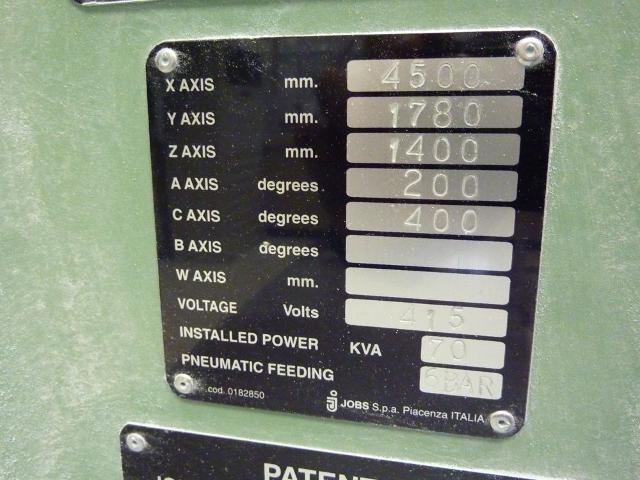 X AXIS mm. 4500
Y AXIS mm. 1780
Z AXIS mm. 1400
A AXIS degrees 200
C AXIS degrees 400
B AXIS degrees
W AXIS mm.
VOLTAGE Volts 415
INSTALLED POWER KVA 70
PNEUMATIC FEEDING 6BAR
cod. 0182850
JOBS S.p.a. Piacenza ITALIA